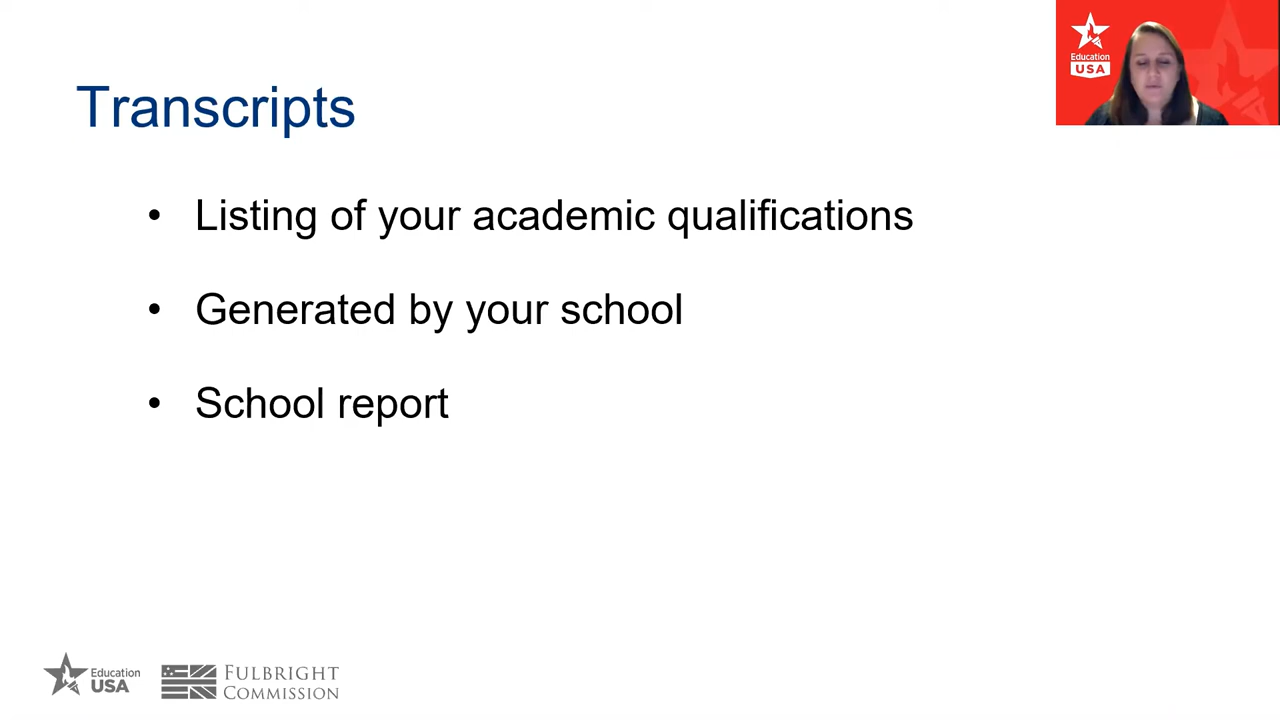 Education
USA
Transcripts
• Listing of your academic qualifications
• Generated by your school
• School report
Education
USA
FULBRIGHT
COMMISSION